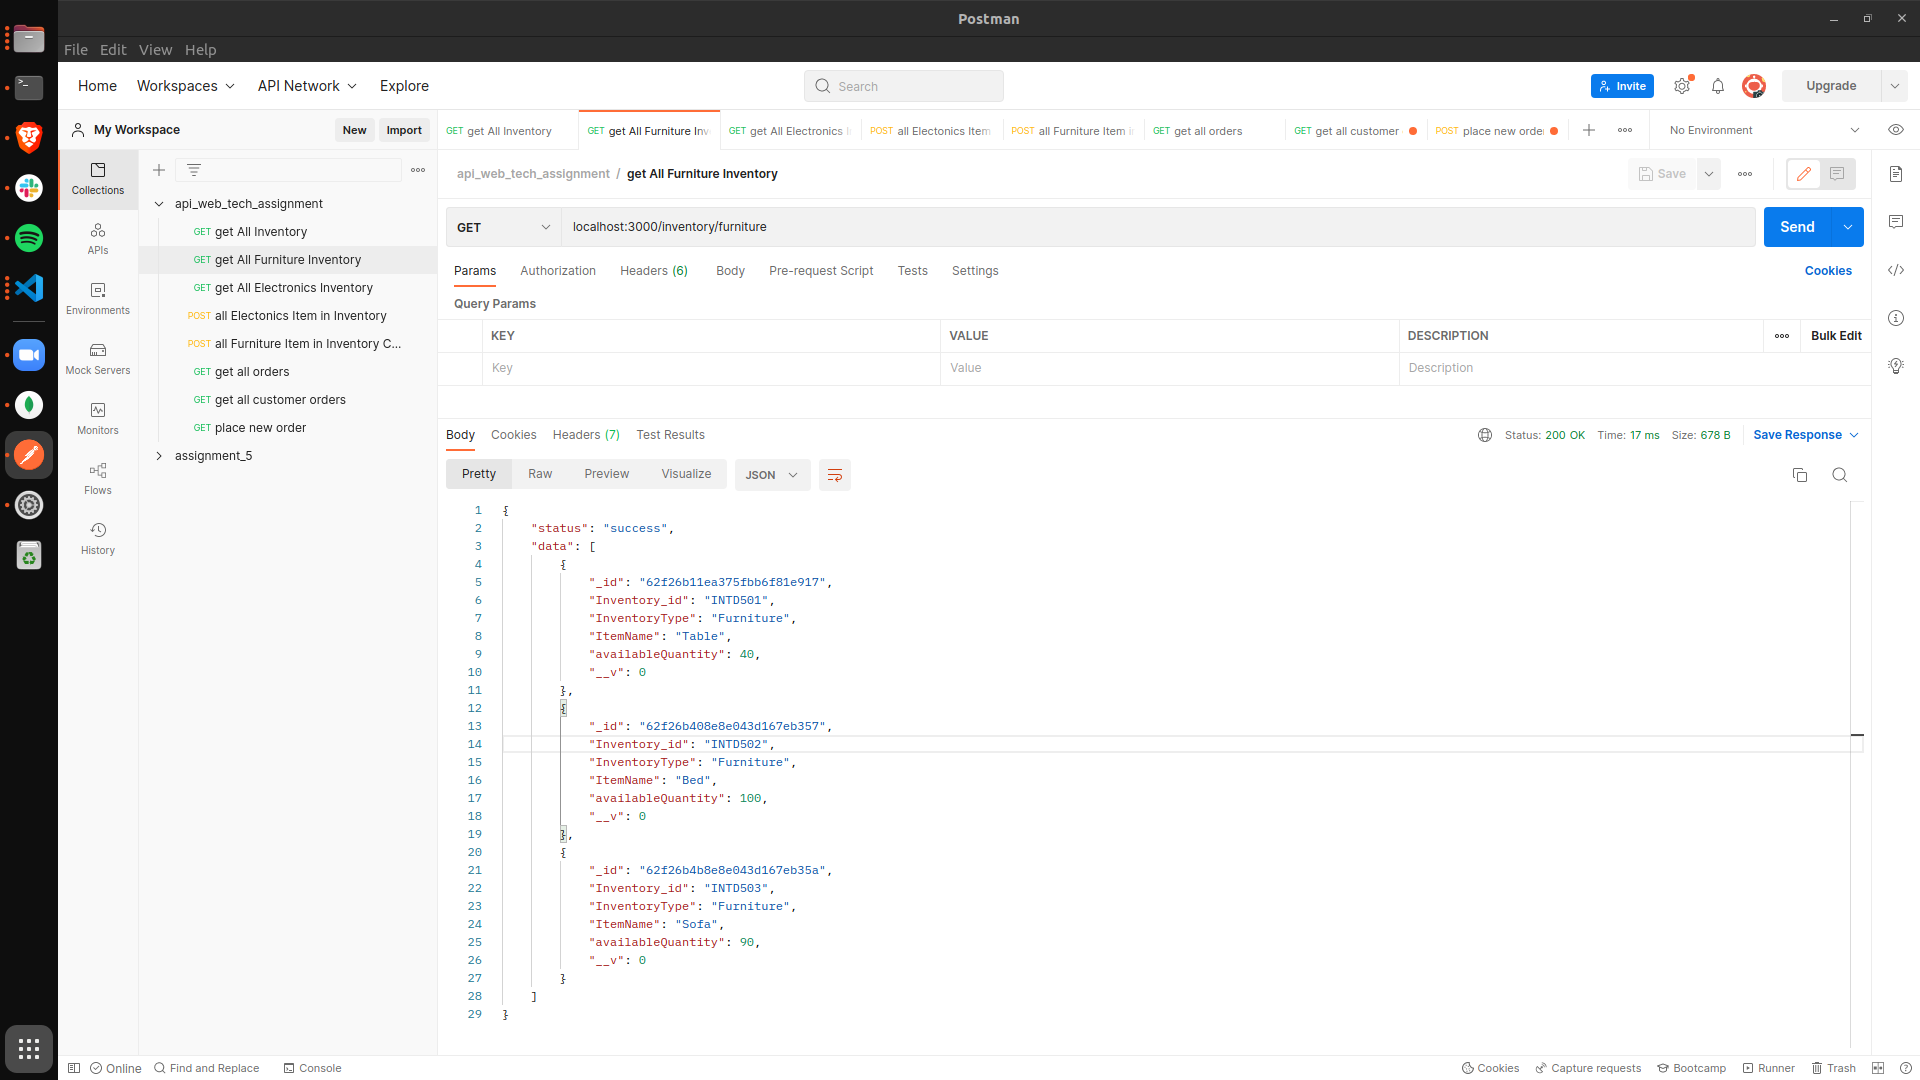 Postman
File Edit View Help
Home Workspaces API Network Explore
Search
Invite
Upgrade
My Workspace New Import
GET get All Inventory
GET get All Furniture Inv
GET get All Electronics
POST all Electonics Item
POST all Furniture Item
GET get all orders
GET get all customer
POST place new orde
No Environment
Collections
APIs
Environments
Mock Servers
Monitors
Flows
History
api_web_tech_assignment
GET get All Inventory
GET get All Furniture Inventory
GET get All Electronics Inventory
POST all Electonics Item in Inventory
POST all Furniture Item in Inventory C...
GET get all orders
GET get all customer orders
GET place new order
assignment_5
api_web_tech_assignment / get All Furniture Inventory
Save
GET localhost:3000/inventory/furniture Send
Params Authorization Headers (6) Body Pre-request Script Tests Settings Cookies
Query Params
KEY VALUE DESCRIPTION Bulk Edit
Key Value Description
Body Cookies Headers (7) Test Results Status: 200 OK Time: 17 ms Size: 678 B Save Response
Pretty Raw Preview Visualize JSON
1 {
2 "status": "success",
3 "data": [
4 {
5 "_id": "62f26b11ea375fbb6f81e917",
6 "Inventory_id": "INTD501",
7 "InventoryType": "Furniture",
8 "ItemName": "Table",
9 "availableQuantity": 40,
10 "__v": 0
11 },
12 {
13 "_id": "62f26b408e8e043d167eb357",
14 "Inventory_id": "INTD502",
15 "InventoryType": "Furniture",
16 "ItemName": "Bed",
17 "availableQuantity": 100,
18 "__v": 0
19 },
20 {
21 "_id": "62f26b4b8e8e043d167eb35a",
22 "Inventory_id": "INTD503",
23 "InventoryType": "Furniture",
24 "ItemName": "Sofa",
25 "availableQuantity": 90,
26 "__v": 0
27 }
28 ]
29 }
Online Find and Replace Console Cookies Capture requests Bootcamp Runner Trash